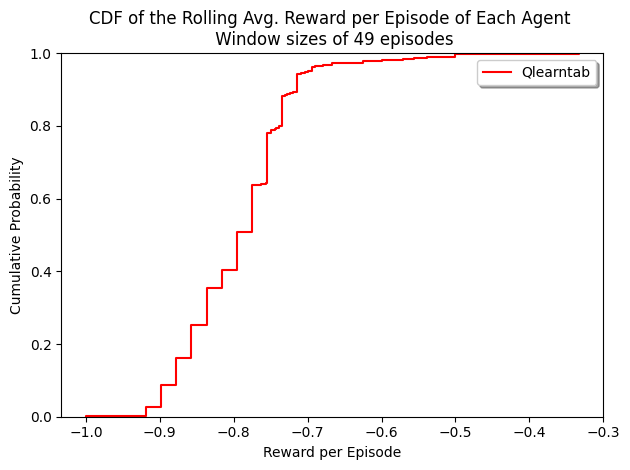 CDF of the Rolling Avg. Reward per Episode of Each Agent
Window sizes of 49 episodes
Qlearntab
Cumulative Probability
1.0
0.8
0.6
0.4
0.2
0.0
−1.0 −0.9 −0.8 −0.7 −0.6 −0.5 −0.4 −0.3
Reward per Episode